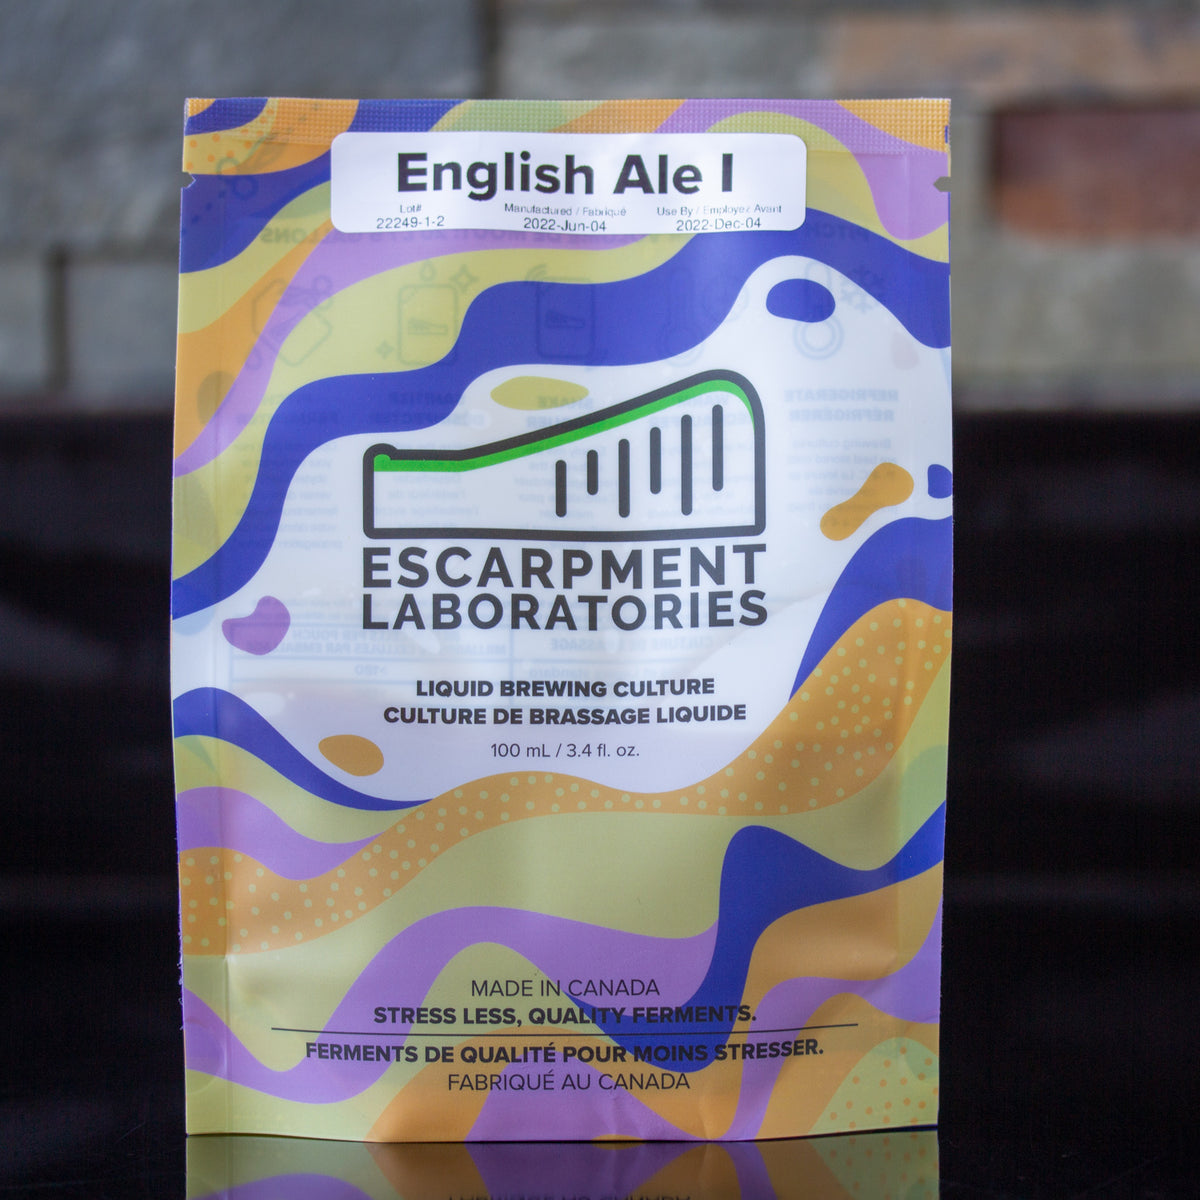 English Ale I
Lot# Manufactured / Fabriqué Use By / Employez Avant
22249-1-2 2022-Jun-04 2022-Dec-04
ESCARPMENT
LABORATORIES
LIQUID BREWING CULTURE
CULTURE DE BRASSAGE LIQUIDE
100 mL / 3.4 fl. oz.
MADE IN CANADA
STRESS LESS, QUALITY FERMENTS.
FERMENTS DE QUALITÉ POUR MOINS STRESSER.
FABRIQUÉ AU CANADA